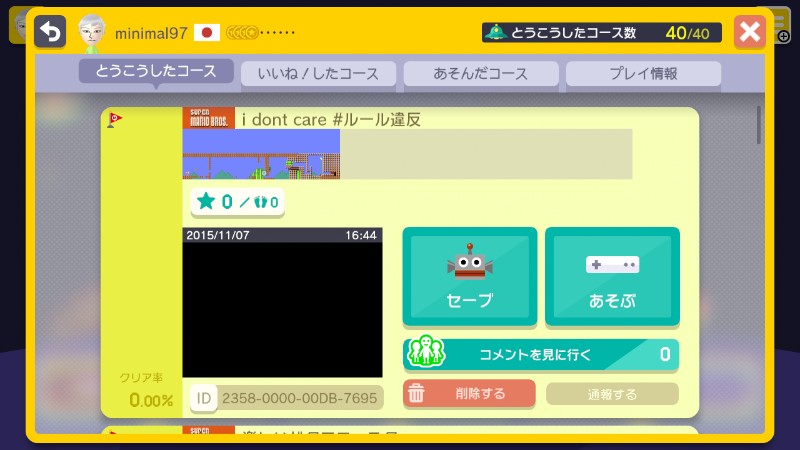 minimal97
とうこうしたコース数 40/40
とうこうしたコース
いいね！したコース
あそんだコース
プレイ情報
SUPER MARIO BROS.
i dont care #ルール違反
0 / 0
2015/11/07 16:44
セーブ
あそぶ
コメントを見に行く 0
クリア率
0.00%
ID 2358-0000-00DB-7695
削除する
通報する
SUPER